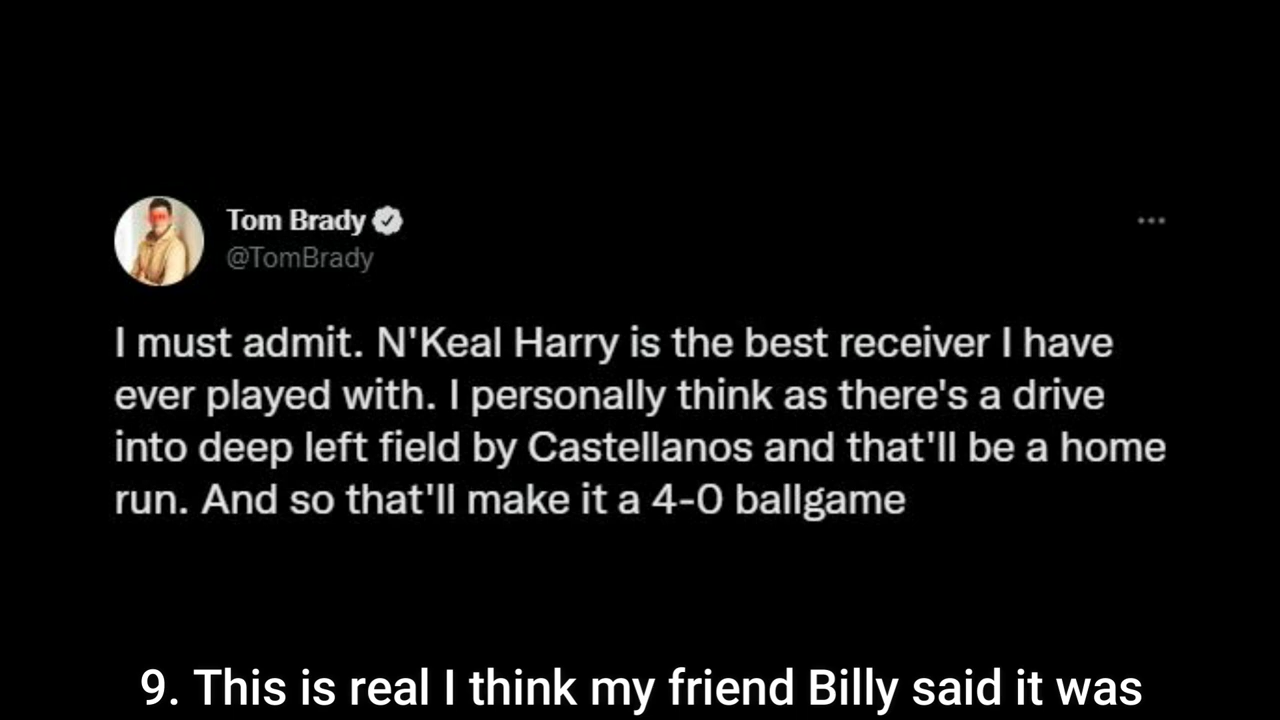 Tom Brady
@TomBrady
I must admit. N'Keal Harry is the best receiver I have
ever played with. I personally think as there's a drive
into deep left field by Castellanos and that'll be a home
run. And so that'll make it a 4-0 ballgame
9. This is real I think my friend Billy said it was